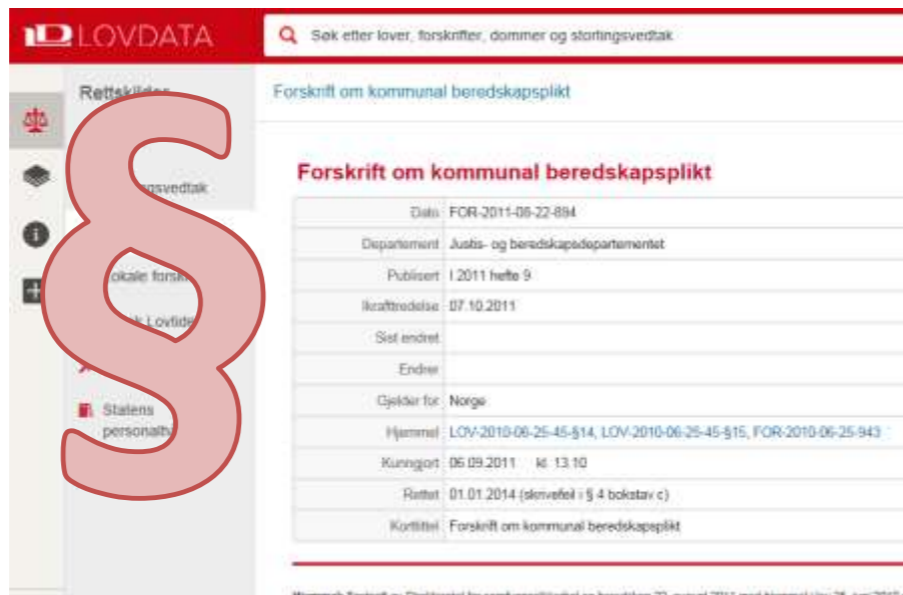 LOVDATA
Søk etter lover, forskrifter, dommer og stortingsvedtak
Forskrift om kommunal beredskapsplikt
Forskrift om kommunal beredskapsplikt
Dato FOR-2011-06-22-894
Departement Justis- og beredskapsdepartementet
Publisert I 2011 hefte 9
Ikrafttredelse 07.10.2011
Sist endret
Endrer
Gjelder for Norge
Hjemmel LOV-2010-06-25-45-§14, LOV-2010-06-25-45-§15, FOR-2010-06-25-943
Kunngjort 06.09.2011 kl. 13.10
Rettet 01.01.2014 (skrivefeil i § 4 bokstav c)
Korttittel Forskrift om kommunal beredskapsplikt
Statens
§